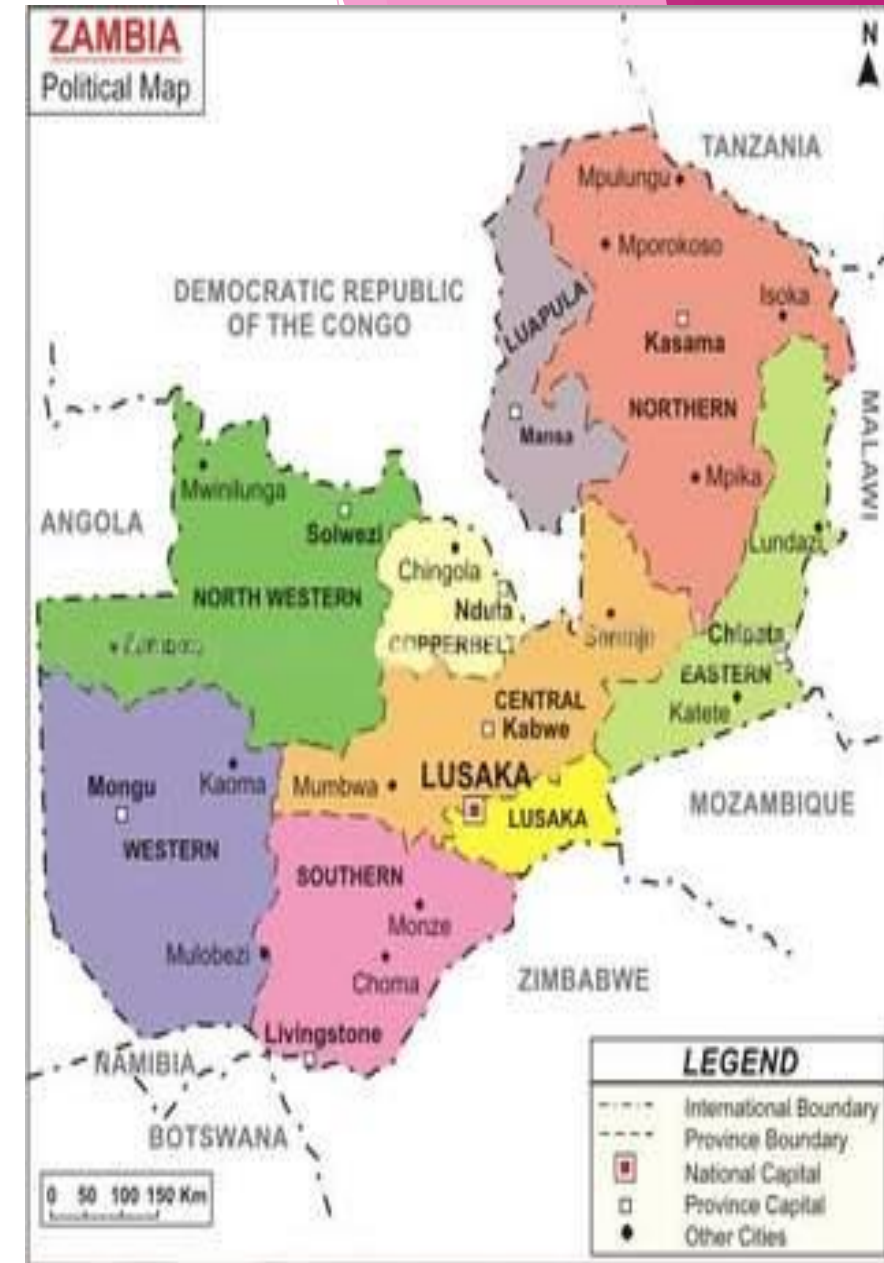 ZAMBIA
Political Map
N
TANZANIA
Mpulungu
Mporokoso
DEMOCRATIC REPUBLIC
OF THE CONGO
LUAPULA
Isoka
Kasama
NORTHERN
Mansa
MALAWI
Mpika
Mwinilunga
ANGOLA
Solwezi
Lundazi
Chingola
NORTH WESTERN
Ndufa
COPPERBELT
Chipata
EASTERN
CENTRAL
Kabwe
Katete
Mongu
Kaoma
Mumbwa
LUSAKA
LUSAKA
MOZAMBIQUE
WESTERN
SOUTHERN
Monze
Mulobezi
Choma
ZIMBABWE
Livingstone
NAMIBIA
BOTSWANA
0 50 100 150 Km
LEGEND
International Boundary
Province Boundary
National Capital
Province Capital
Other Cities